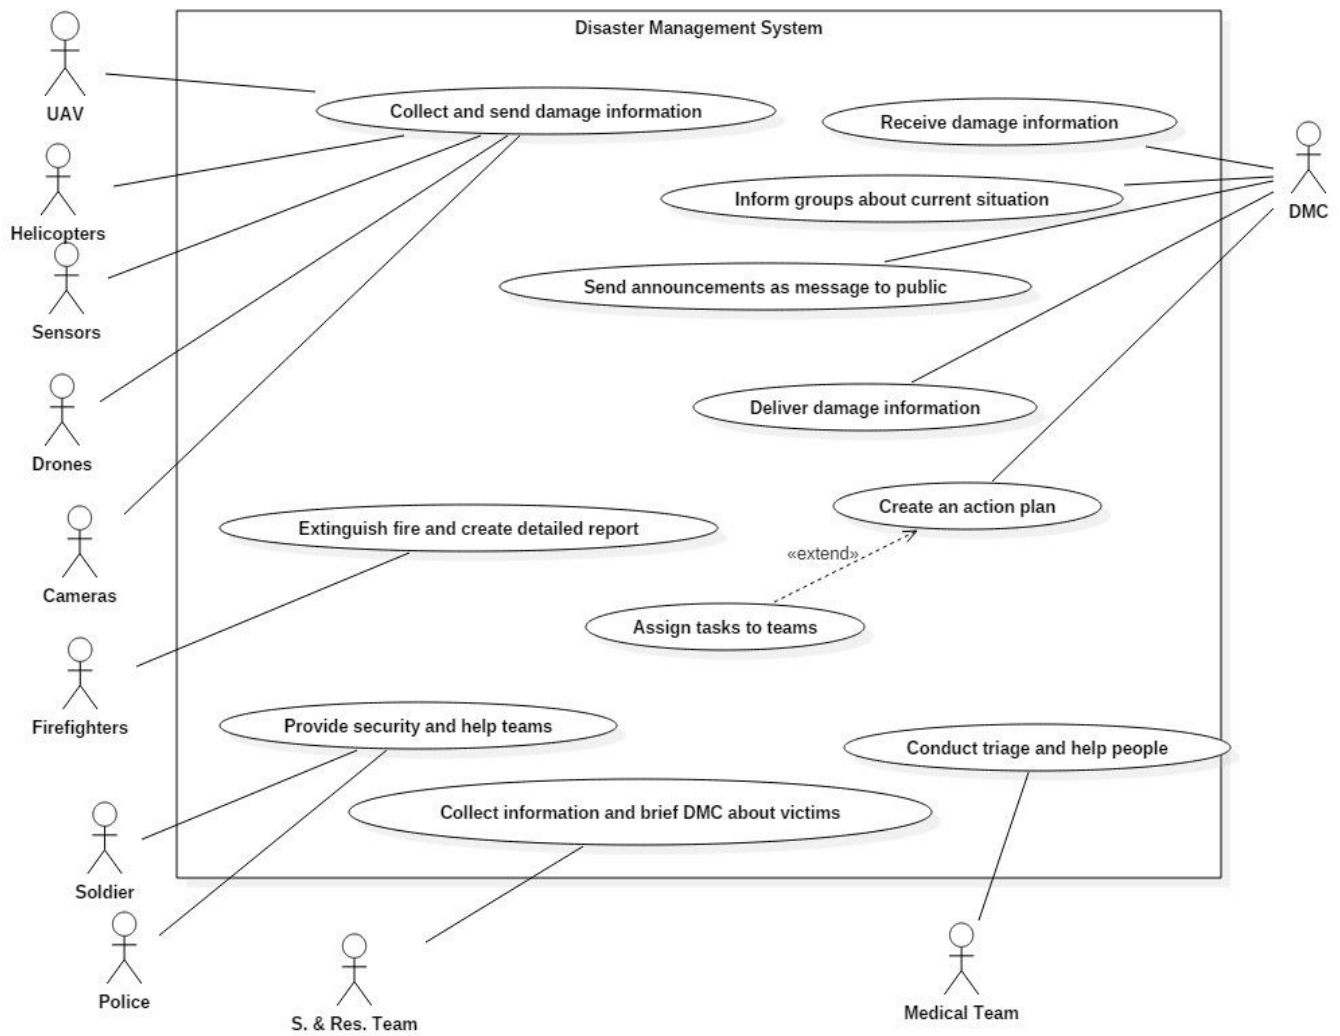 Disaster Management System
UAV
Collect and send damage information
Receive damage information
Helicopters
Inform groups about current situation
DMC
Sensors
Send announcements as message to public
Drones
Deliver damage information
Cameras
Extinguish fire and create detailed report
Create an action plan
«extend»
Assign tasks to teams
Firefighters
Provide security and help teams
Conduct triage and help people
Collect information and brief DMC about victims
Soldier
Police
S. & Res. Team
Medical Team